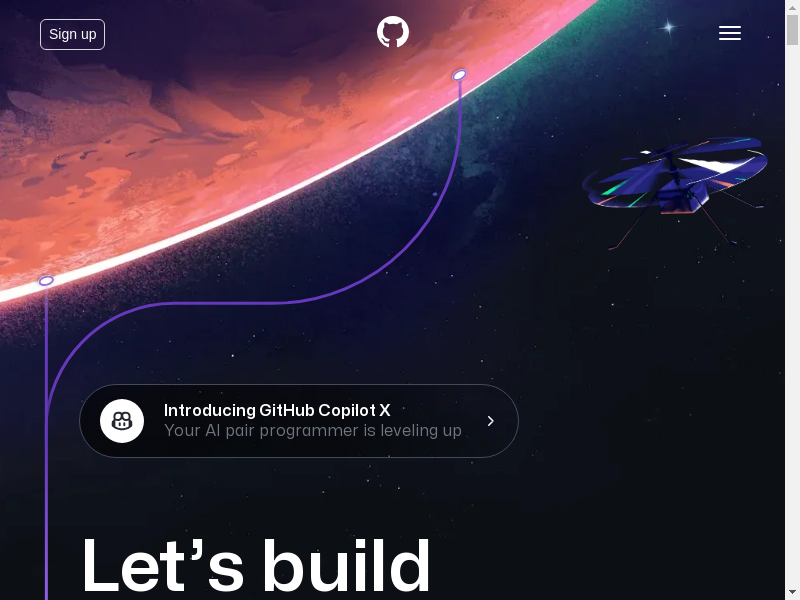 Sign up
Introducing GitHub Copilot X
Your AI pair programmer is leveling up
Let’s build